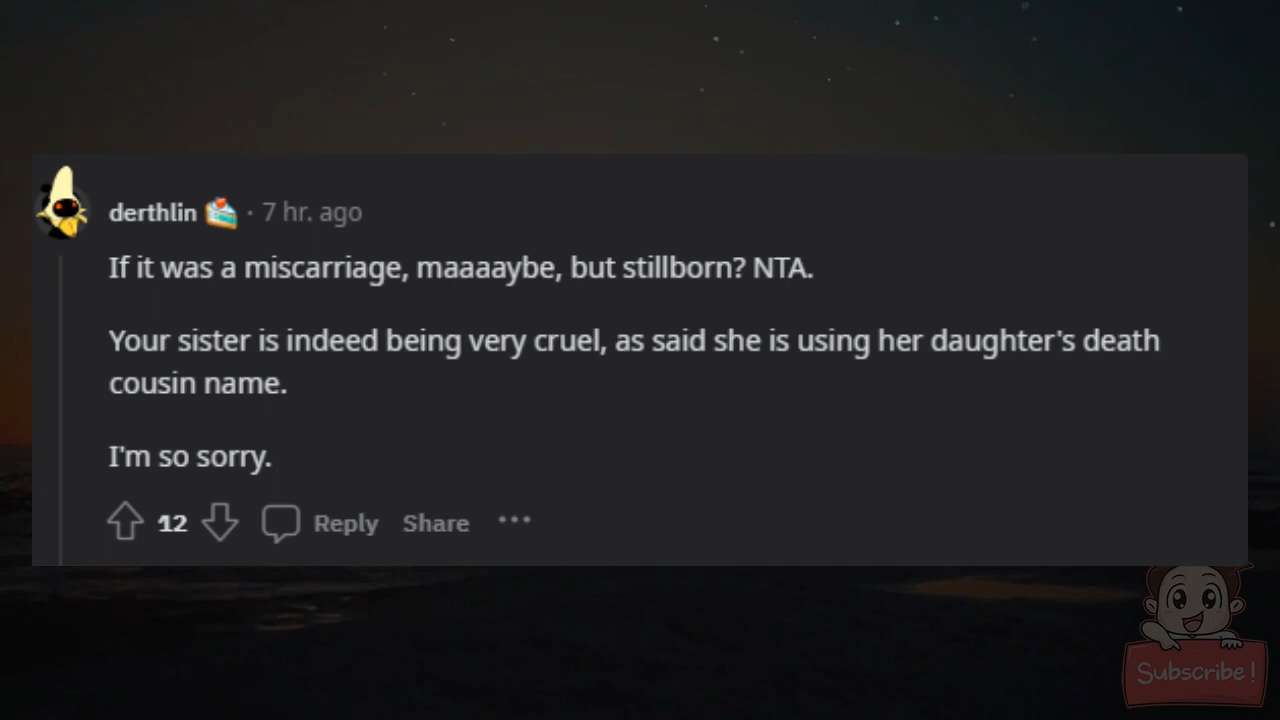 derthlin · 7 hr. ago
If it was a miscarriage, maaaaybe, but stillborn? NTA.
Your sister is indeed being very cruel, as said she is using her daughter's death
cousin name.
I'm so sorry.
12 Reply Share •••
Subscribe!